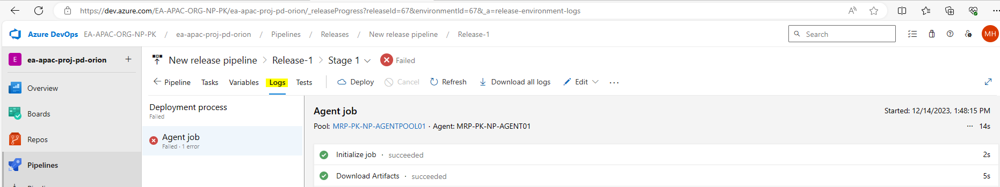 https://dev.azure.com/EA-APAC-ORG-NP-PK/ea-apac-proj-pd-orion/_releaseProgress?releaseId=67&environmentId=67&_a=release-environment-logs
Azure DevOps EA-APAC-ORG-NP-PK / ea-apac-proj-pd-orion / Pipelines / Releases / New release pipeline / Release-1 Search MH
E ea-apac-proj-pd-orion +
Overview
Boards
Repos
Pipelines
New release pipeline > Release-1 > Stage 1 Failed
Pipeline Tasks Variables Logs Tests Deploy Cancel Refresh Download all logs Edit ...
Deployment process
Failed
Agent job
Failed · 1 error
Agent job Started: 12/14/2023, 1:48:15 PM
Pool: MRP-PK-NP-AGENTPOOL01 · Agent: MRP-PK-NP-AGENT01 ... 14s
Initialize job · succeeded 2s
Download Artifacts · succeeded 5s